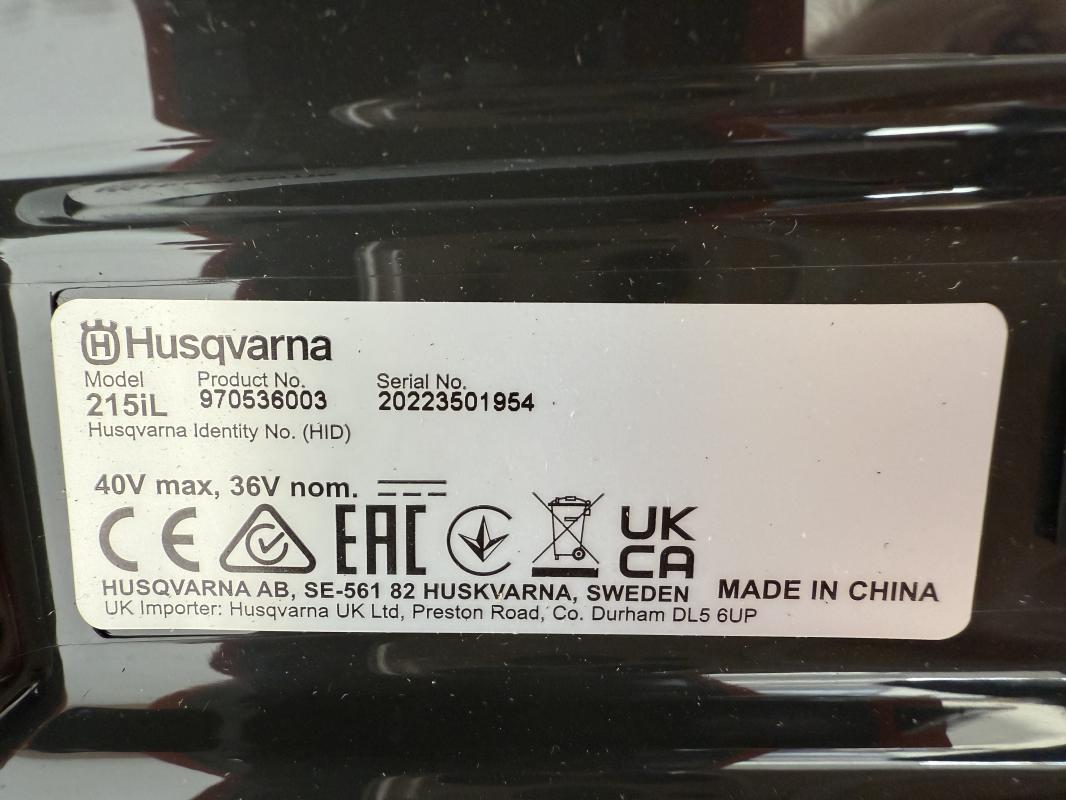 Husqvarna
Model Product No. Serial No.
215iL 970536003 20223501954
Husqvarna Identity No. (HID)
40V max, 36V nom.
CE EAC UK CA
HUSQVARNA AB, SE-561 82 HUSKVARNA, SWEDEN MADE IN CHINA
UK Importer: Husqvarna UK Ltd, Preston Road, Co. Durham DL5 6UP